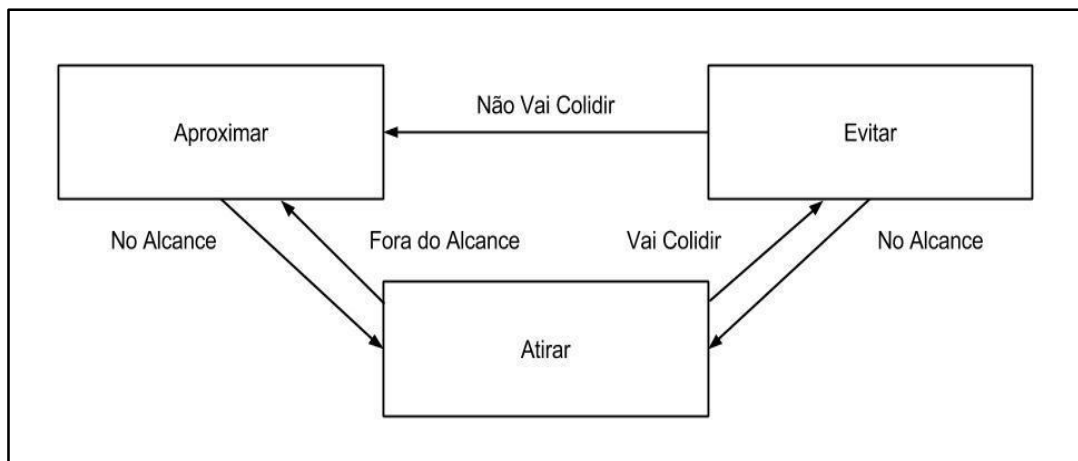 Não Vai Colidir
Aproximar
Evitar
No Alcance
Fora do Alcance
Vai Colidir
No Alcance
Atirar